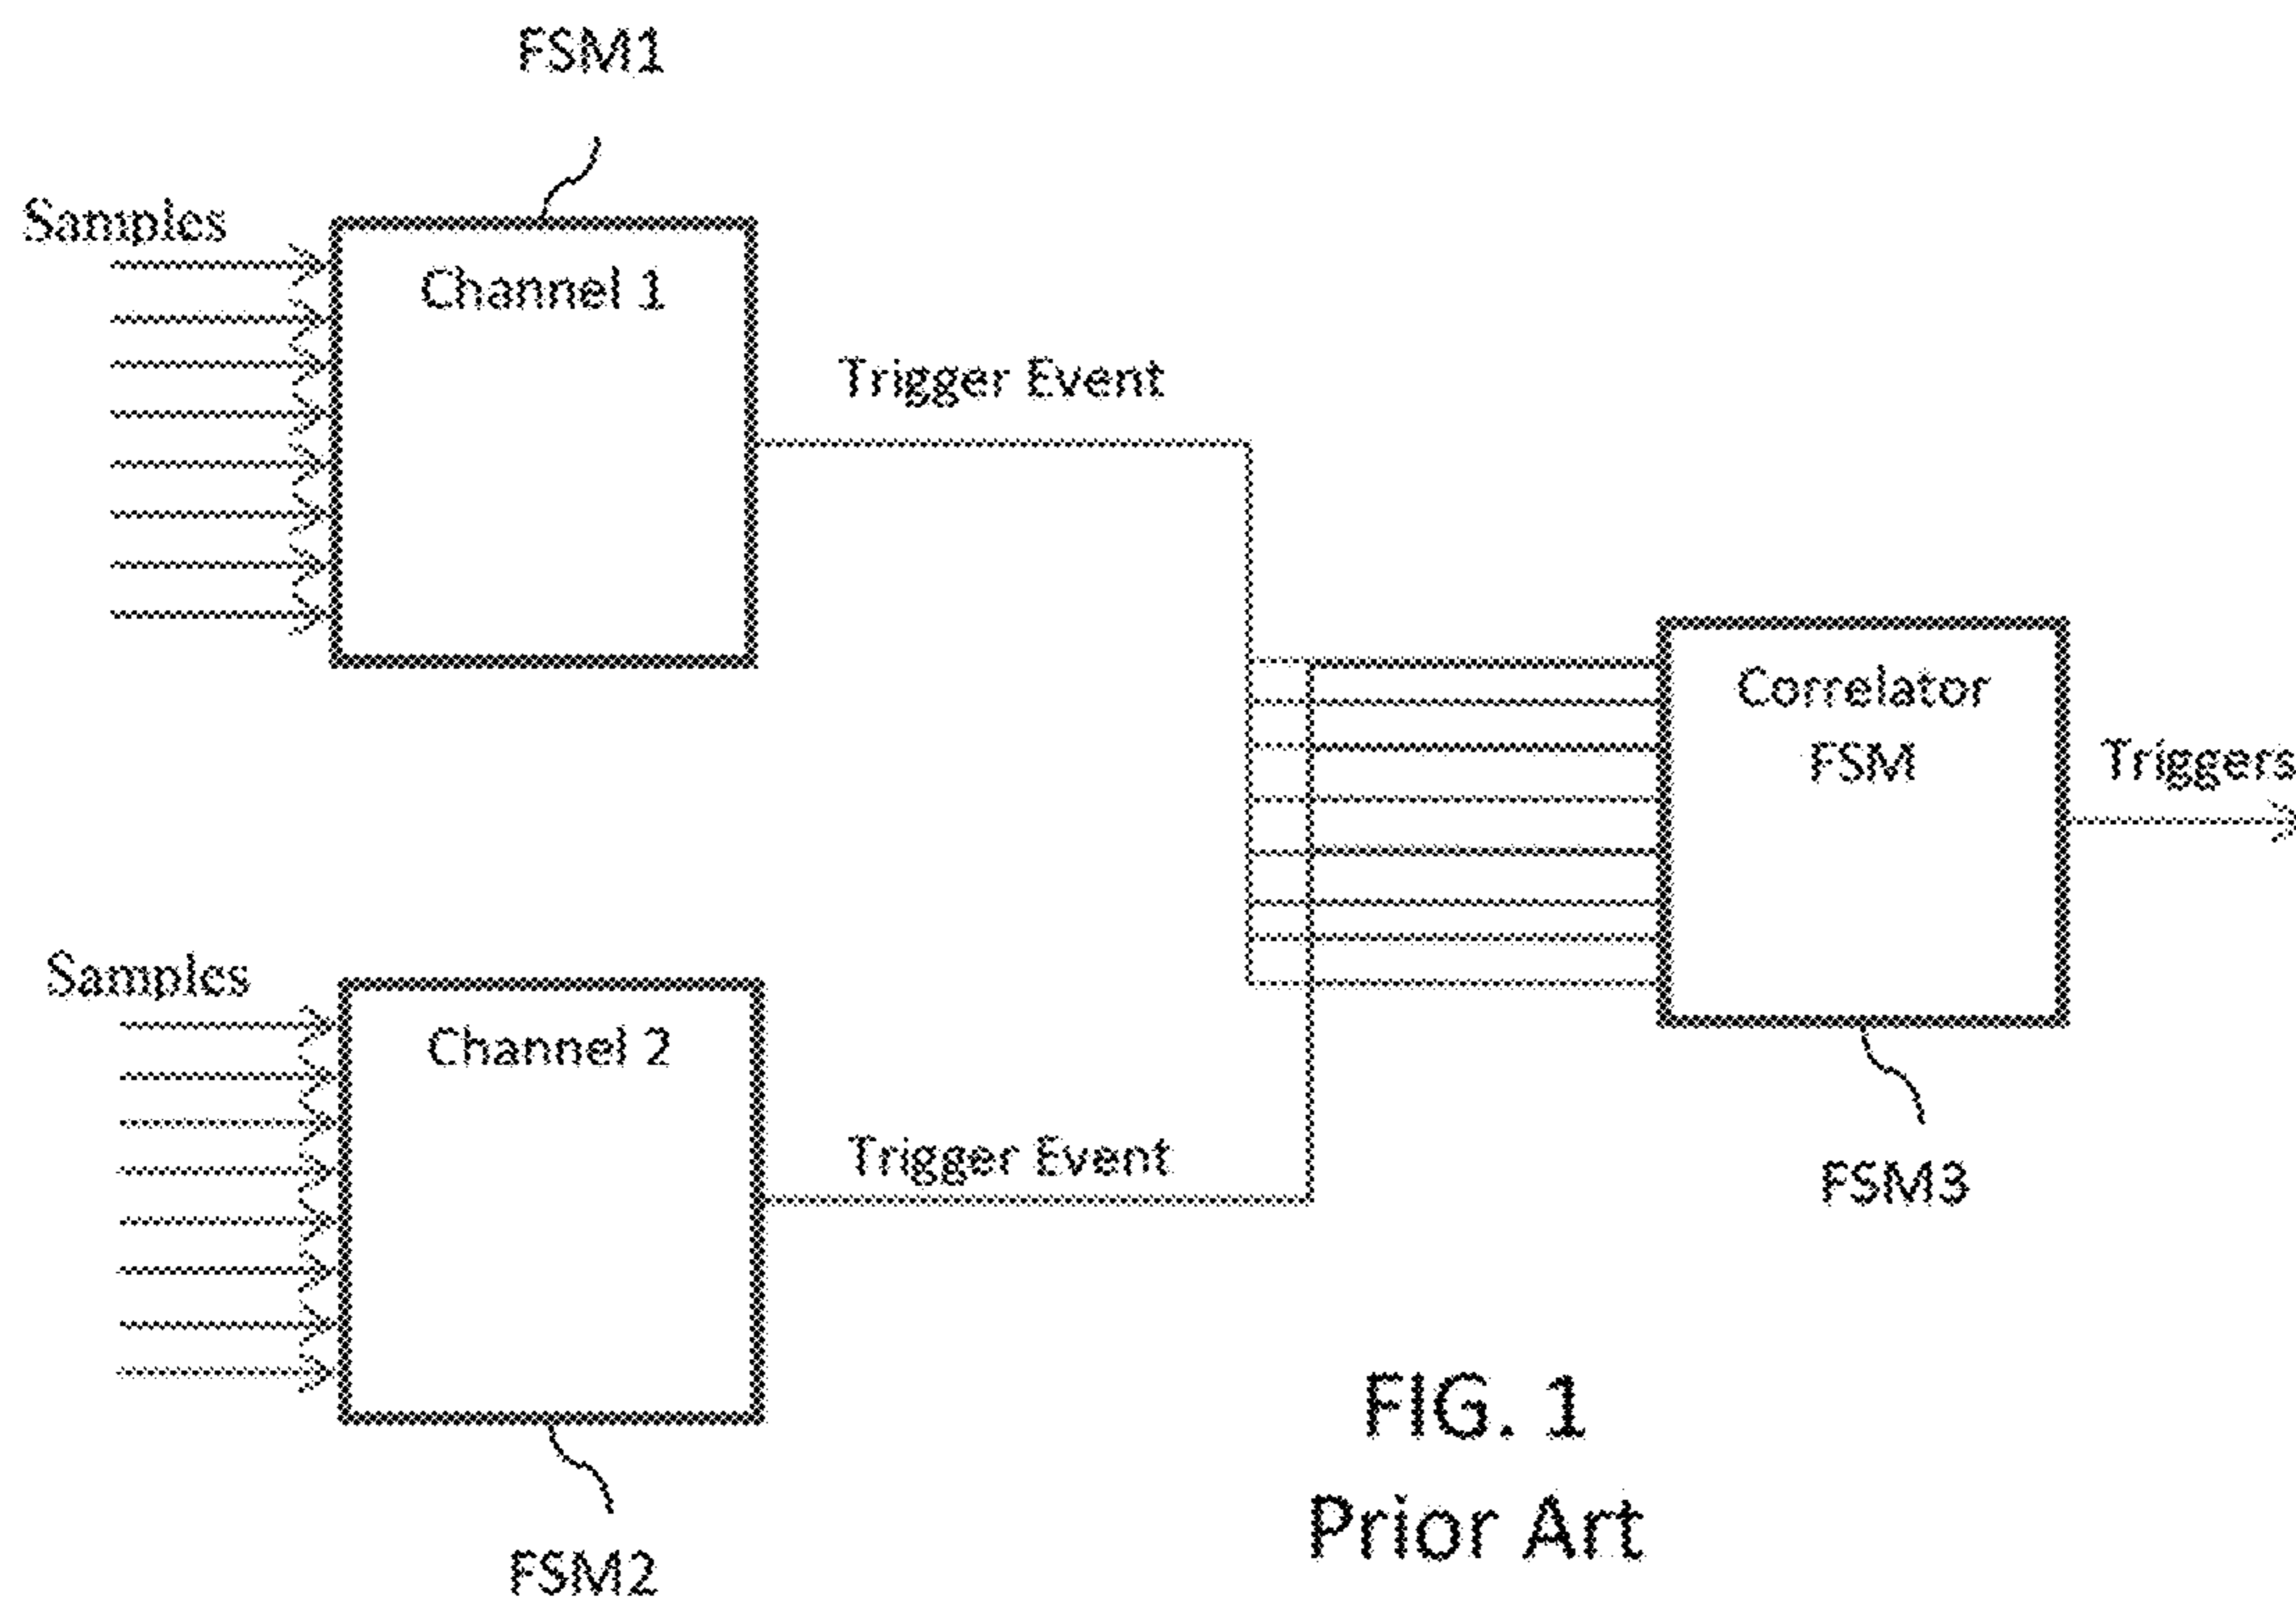 FSM1
Samples
Channel 1
Trigger Event
Correlator
FSM
Triggers
Samples
Channel 2
Trigger Event
FSM3
FSM2
FIG. 1
Prior Art